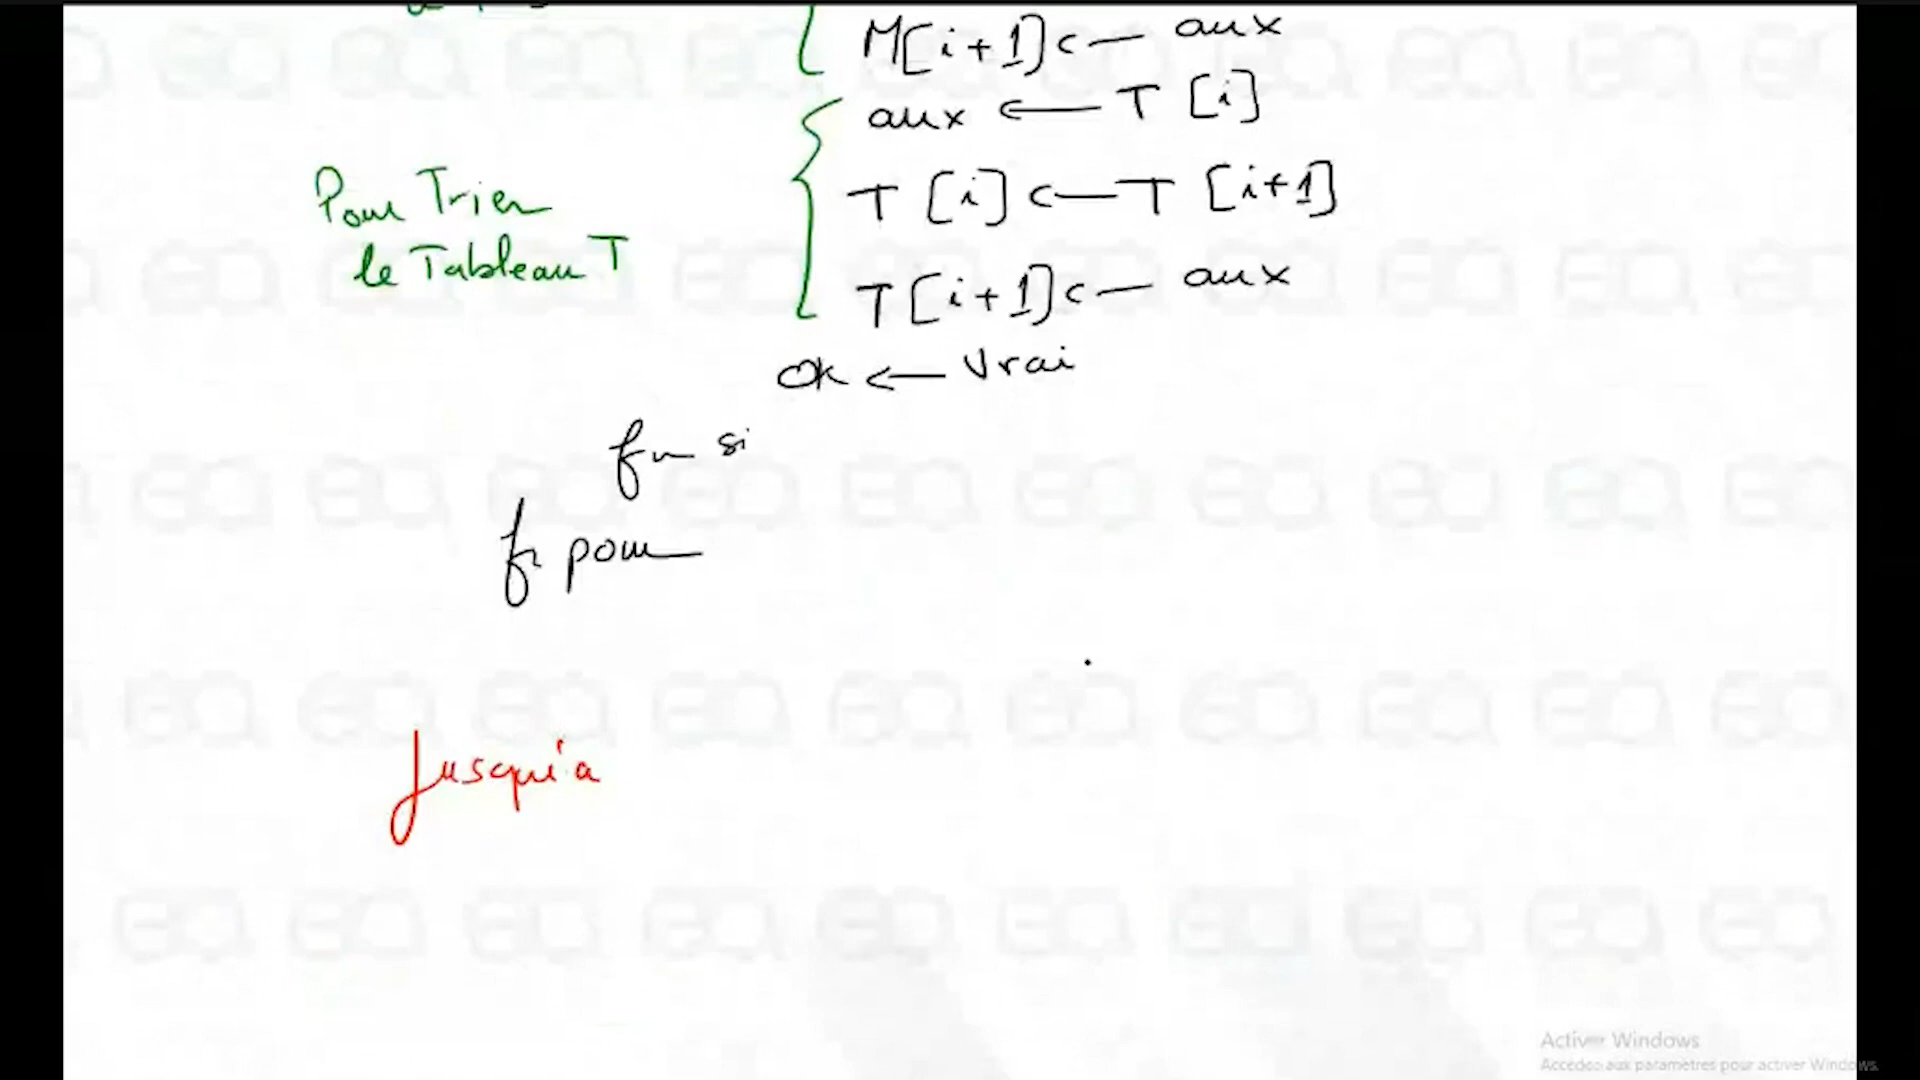 M[i+1] ← aux
aux ← T [i]
Pour Trier
le Tableau T
T [i] ← T [i+1]
T[i+1] ← aux
Ok ← Vrai
fin si
fin pour
Jusqu'à
Activer Windows
Accédez aux paramètres pour activer Windows.